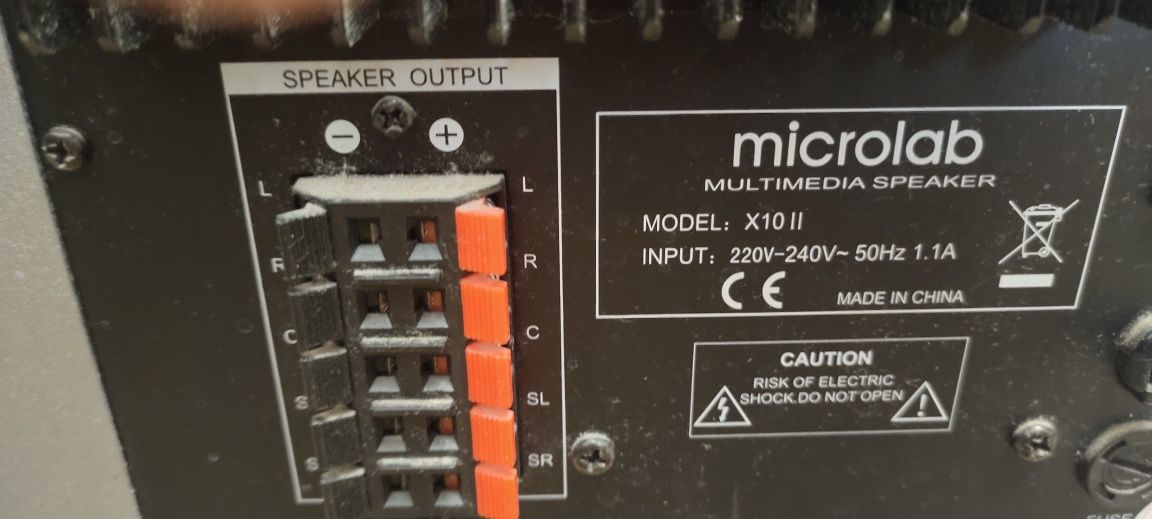 SPEAKER OUTPUT
− +
L L
R R
C C
S SL
S SR
microlab
MULTIMEDIA SPEAKER
MODEL: X10 II
INPUT: 220V-240V~ 50Hz 1.1A
CE
MADE IN CHINA
CAUTION
RISK OF ELECTRIC
SHOCK.DO NOT OPEN
FUSE